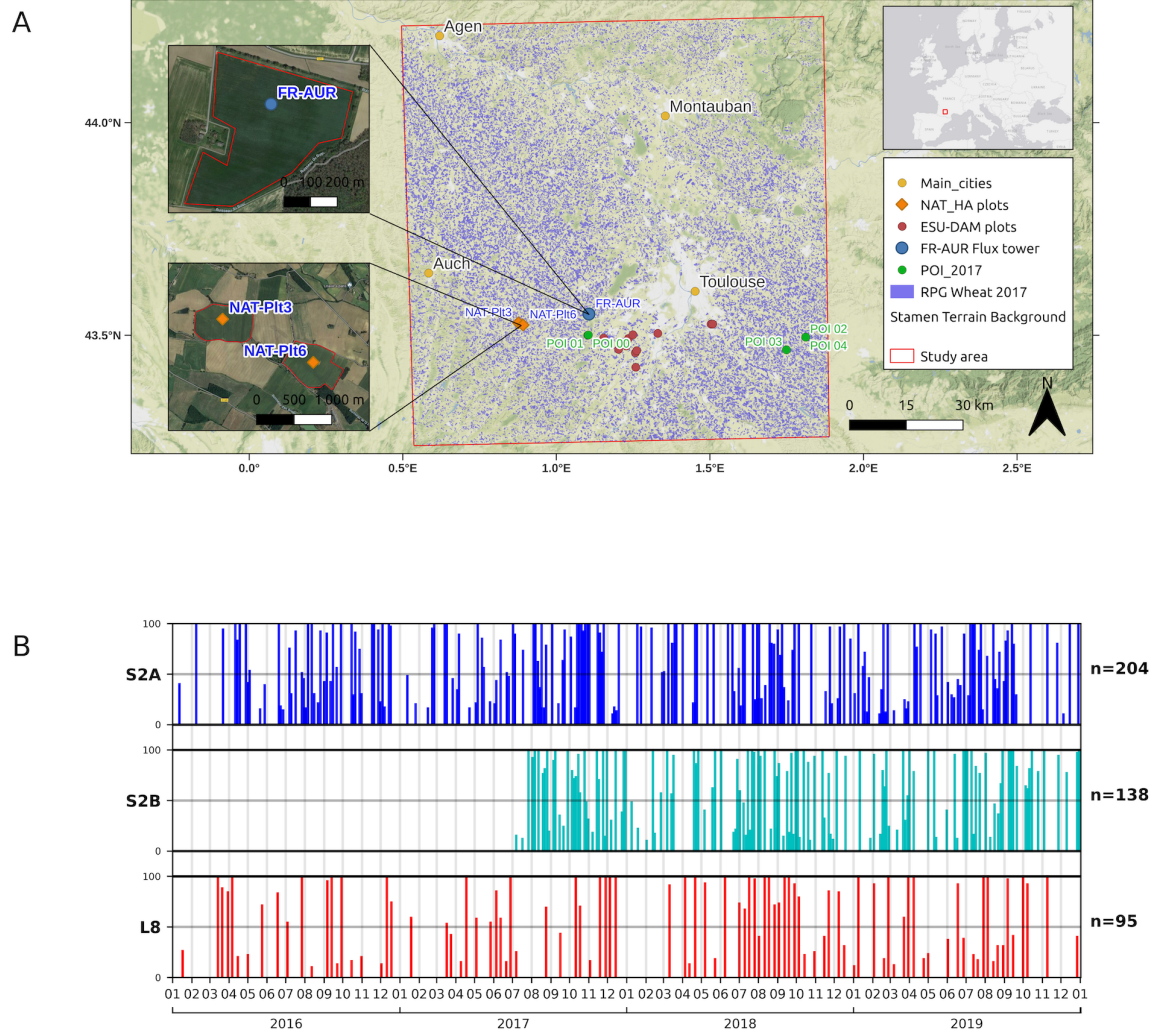 A
Agen
FR-AUR
0 100 200 m
Montauban
44.0°N
Main_cities
NAT_HA plots
ESU-DAM plots
FR-AUR Flux tower
POI_2017
RPG Wheat 2017
Stamen Terrain Background
Study area
Auch
Toulouse
NAT-Plt3
NAT-Plt6
0 500 1 000 m
NAT-Plt3 NAT-Plt6 FR-AUR
43.5°N
POI 01 POI 00
POI 03
POI 02
POI 04
0 15 30 km
N
0.0° 0.5°E 1.0°E 1.5°E 2.0°E 2.5°E
B
100
S2A
0
n=204
100
S2B
0
n=138
100
L8
0
n=95
01 02 03 04 05 06 07 08 09 10 11 12 01 02 03 04 05 06 07 08 09 10 11 12 01 02 03 04 05 06 07 08 09 10 11 12 01 02 03 04 05 06 07 08 09 10 11 12 01
2016 2017 2018 2019